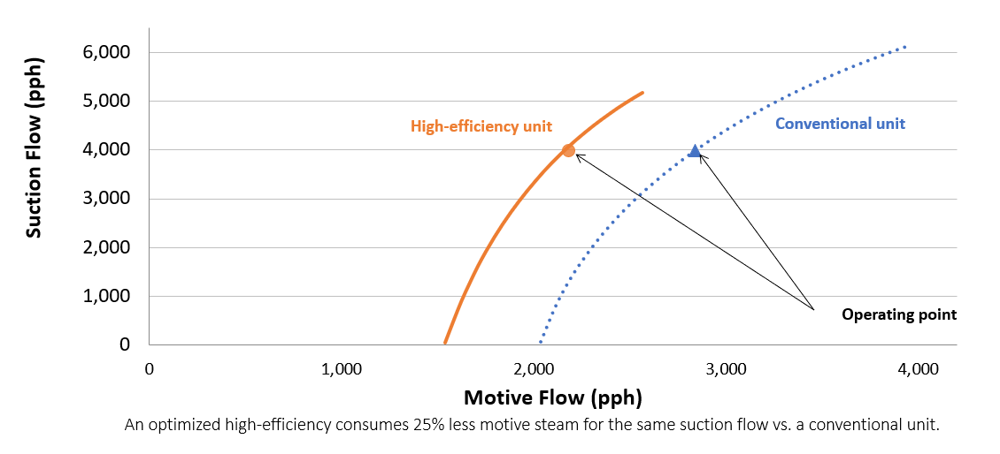 6,000
5,000
4,000
3,000
2,000
1,000
0
Suction Flow (pph)
High-efficiency unit
Conventional unit
Operating point
0 1,000 2,000 3,000 4,000
Motive Flow (pph)
An optimized high-efficiency consumes 25% less motive steam for the same suction flow vs. a conventional unit.